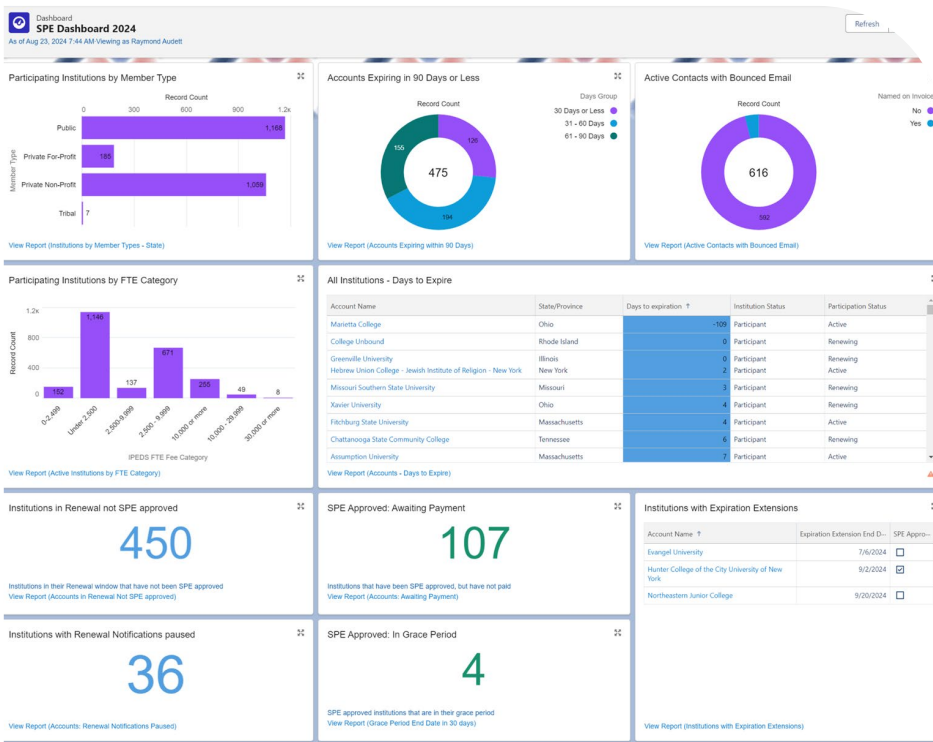 Dashboard
SPE Dashboard 2024
As of Aug 23, 2024 7:44 AM·Viewing as Raymond Audett
Refresh
Participating Institutions by Member Type
Record Count
0 300 600 900 1.2k
Member Type
Public 1,166
Private For-Profit 185
Private Non-Profit 1,059
Tribal 7
View Report (Institutions by Member Types - State)
Accounts Expiring in 90 Days or Less
Record Count
Days Group
30 Days or Less
31 - 60 Days
61 - 90 Days
126
155
475
194
View Report (Accounts Expiring within 90 Days)
Active Contacts with Bounced Email
Record Count
Named on Invoice
No
Yes
616
592
View Report (Active Contacts with Bounced Email)
Participating Institutions by FTE Category
Record Count
1.2k
800
400
0
152 1,146 137 671 255 49 8
0-2,499 Under 2,500 2,500-9,999 2,500 - 9,999 10,000 or more 10,000 - 29,999 30,000 or more
IPEDS FTE Fee Category
View Report (Active Institutions by FTE Category)
All Institutions - Days to Expire
Account Name State/Province Days to expiration ↑ Institution Status Participation Status
Marietta College Ohio -109 Participant Active
College Unbound Rhode Island 0 Participant Renewing
Greenville University Illinois 0 Participant Renewing
Hebrew Union College - Jewish Institute of Religion - New York New York 2 Participant Active
Missouri Southern State University Missouri 3 Participant Renewing
Xavier University Ohio 4 Participant Renewing
Fitchburg State University Massachusetts 4 Participant Active
Chattanooga State Community College Tennessee 6 Participant Renewing
Assumption University Massachusetts 7 Participant Active
View Report (Accounts - Days to Expire)
Institutions in Renewal not SPE approved
450
Institutions in their Renewal window that have not been SPE approved
View Report (Accounts in Renewal Not SPE approved)
SPE Approved: Awaiting Payment
107
Institutions that have been SPE approved, but have not paid
View Report (Accounts: Awaiting Payment)
Institutions with Expiration Extensions
Account Name ↑ Expiration Extension End D... SPE Appro...
Evangel University 7/6/2024
Hunter College of the City University of New
York 9/2/2024
Northeastern Junior College 9/20/2024
View Report (Institutions with Expiration Extensions)
Institutions with Renewal Notifications paused
36
View Report (Accounts: Renewal Notifications Paused)
SPE Approved: In Grace Period
4
SPE approved institutions that are in their grace period
View Report (Grace Period End Date in 30 days)